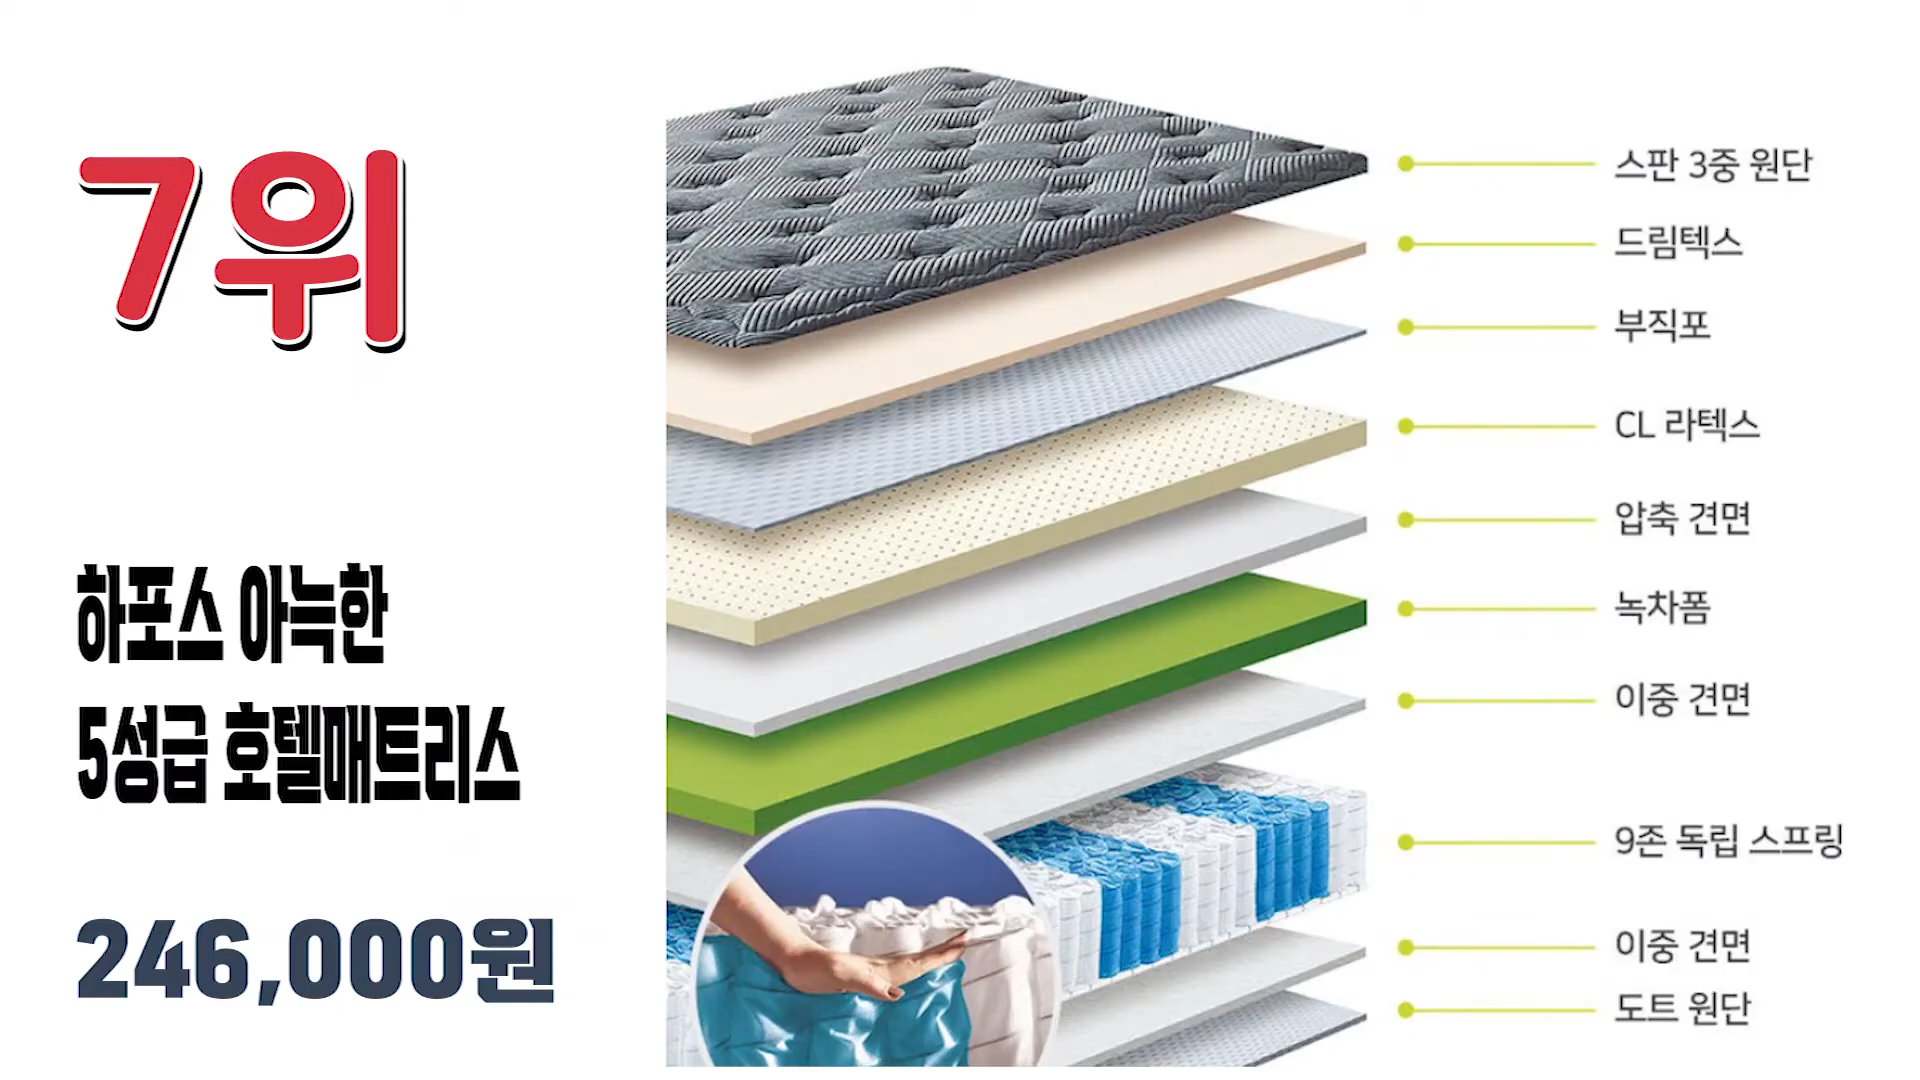 7위
하포스 아늑한
5성급 호텔매트리스
246,000원
스판 3중 원단
드림텍스
부직포
CL 라텍스
압축 견면
녹차폼
이중 견면
9존 독립 스프링
이중 견면
도트 원단